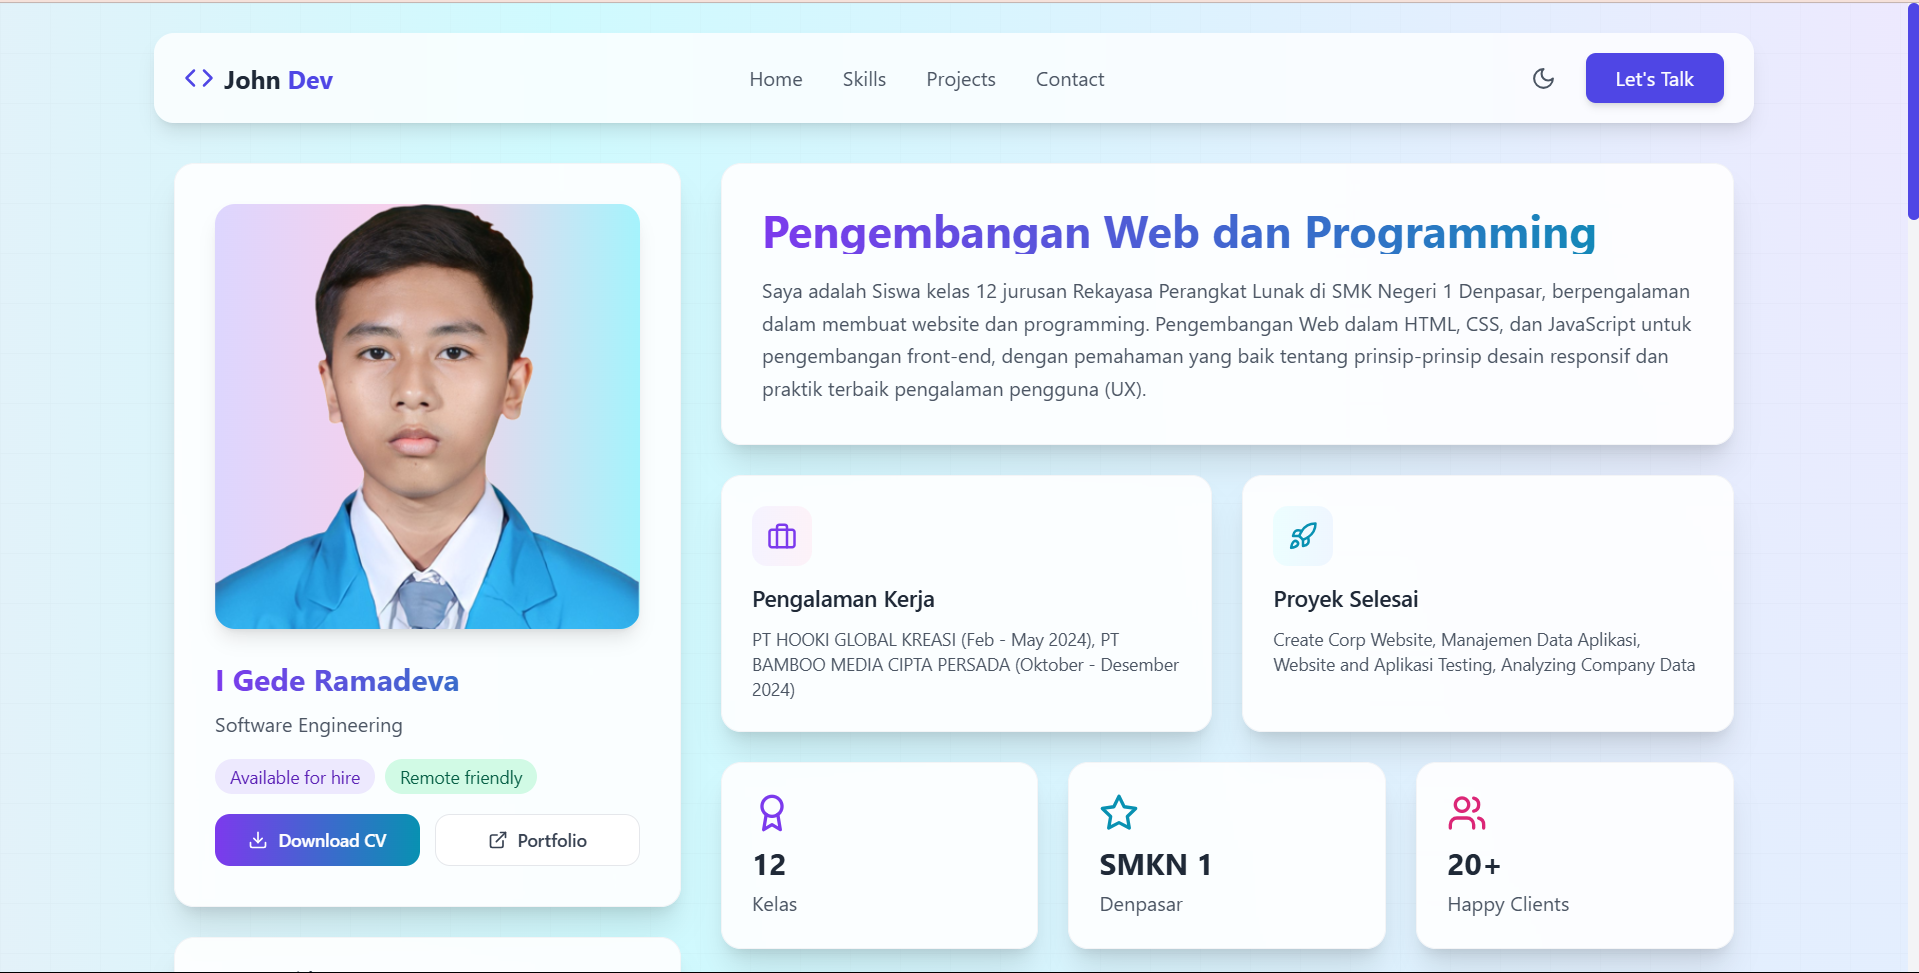 John Dev
Home
Skills
Projects
Contact
Let's Talk
I Gede Ramadeva
Software Engineering
Available for hire
Remote friendly
Download CV
Portfolio
Pengembangan Web dan Programming
Saya adalah Siswa kelas 12 jurusan Rekayasa Perangkat Lunak di SMK Negeri 1 Denpasar, berpengalaman
dalam membuat website dan programming. Pengembangan Web dalam HTML, CSS, dan JavaScript untuk
pengembangan front-end, dengan pemahaman yang baik tentang prinsip-prinsip desain responsif dan
praktik terbaik pengalaman pengguna (UX).
Pengalaman Kerja
PT HOOKI GLOBAL KREASI (Feb - May 2024), PT
BAMBOO MEDIA CIPTA PERSADA (Oktober - Desember
2024)
Proyek Selesai
Create Corp Website, Manajemen Data Aplikasi,
Website and Aplikasi Testing, Analyzing Company Data
12
Kelas
SMKN 1
Denpasar
20+
Happy Clients